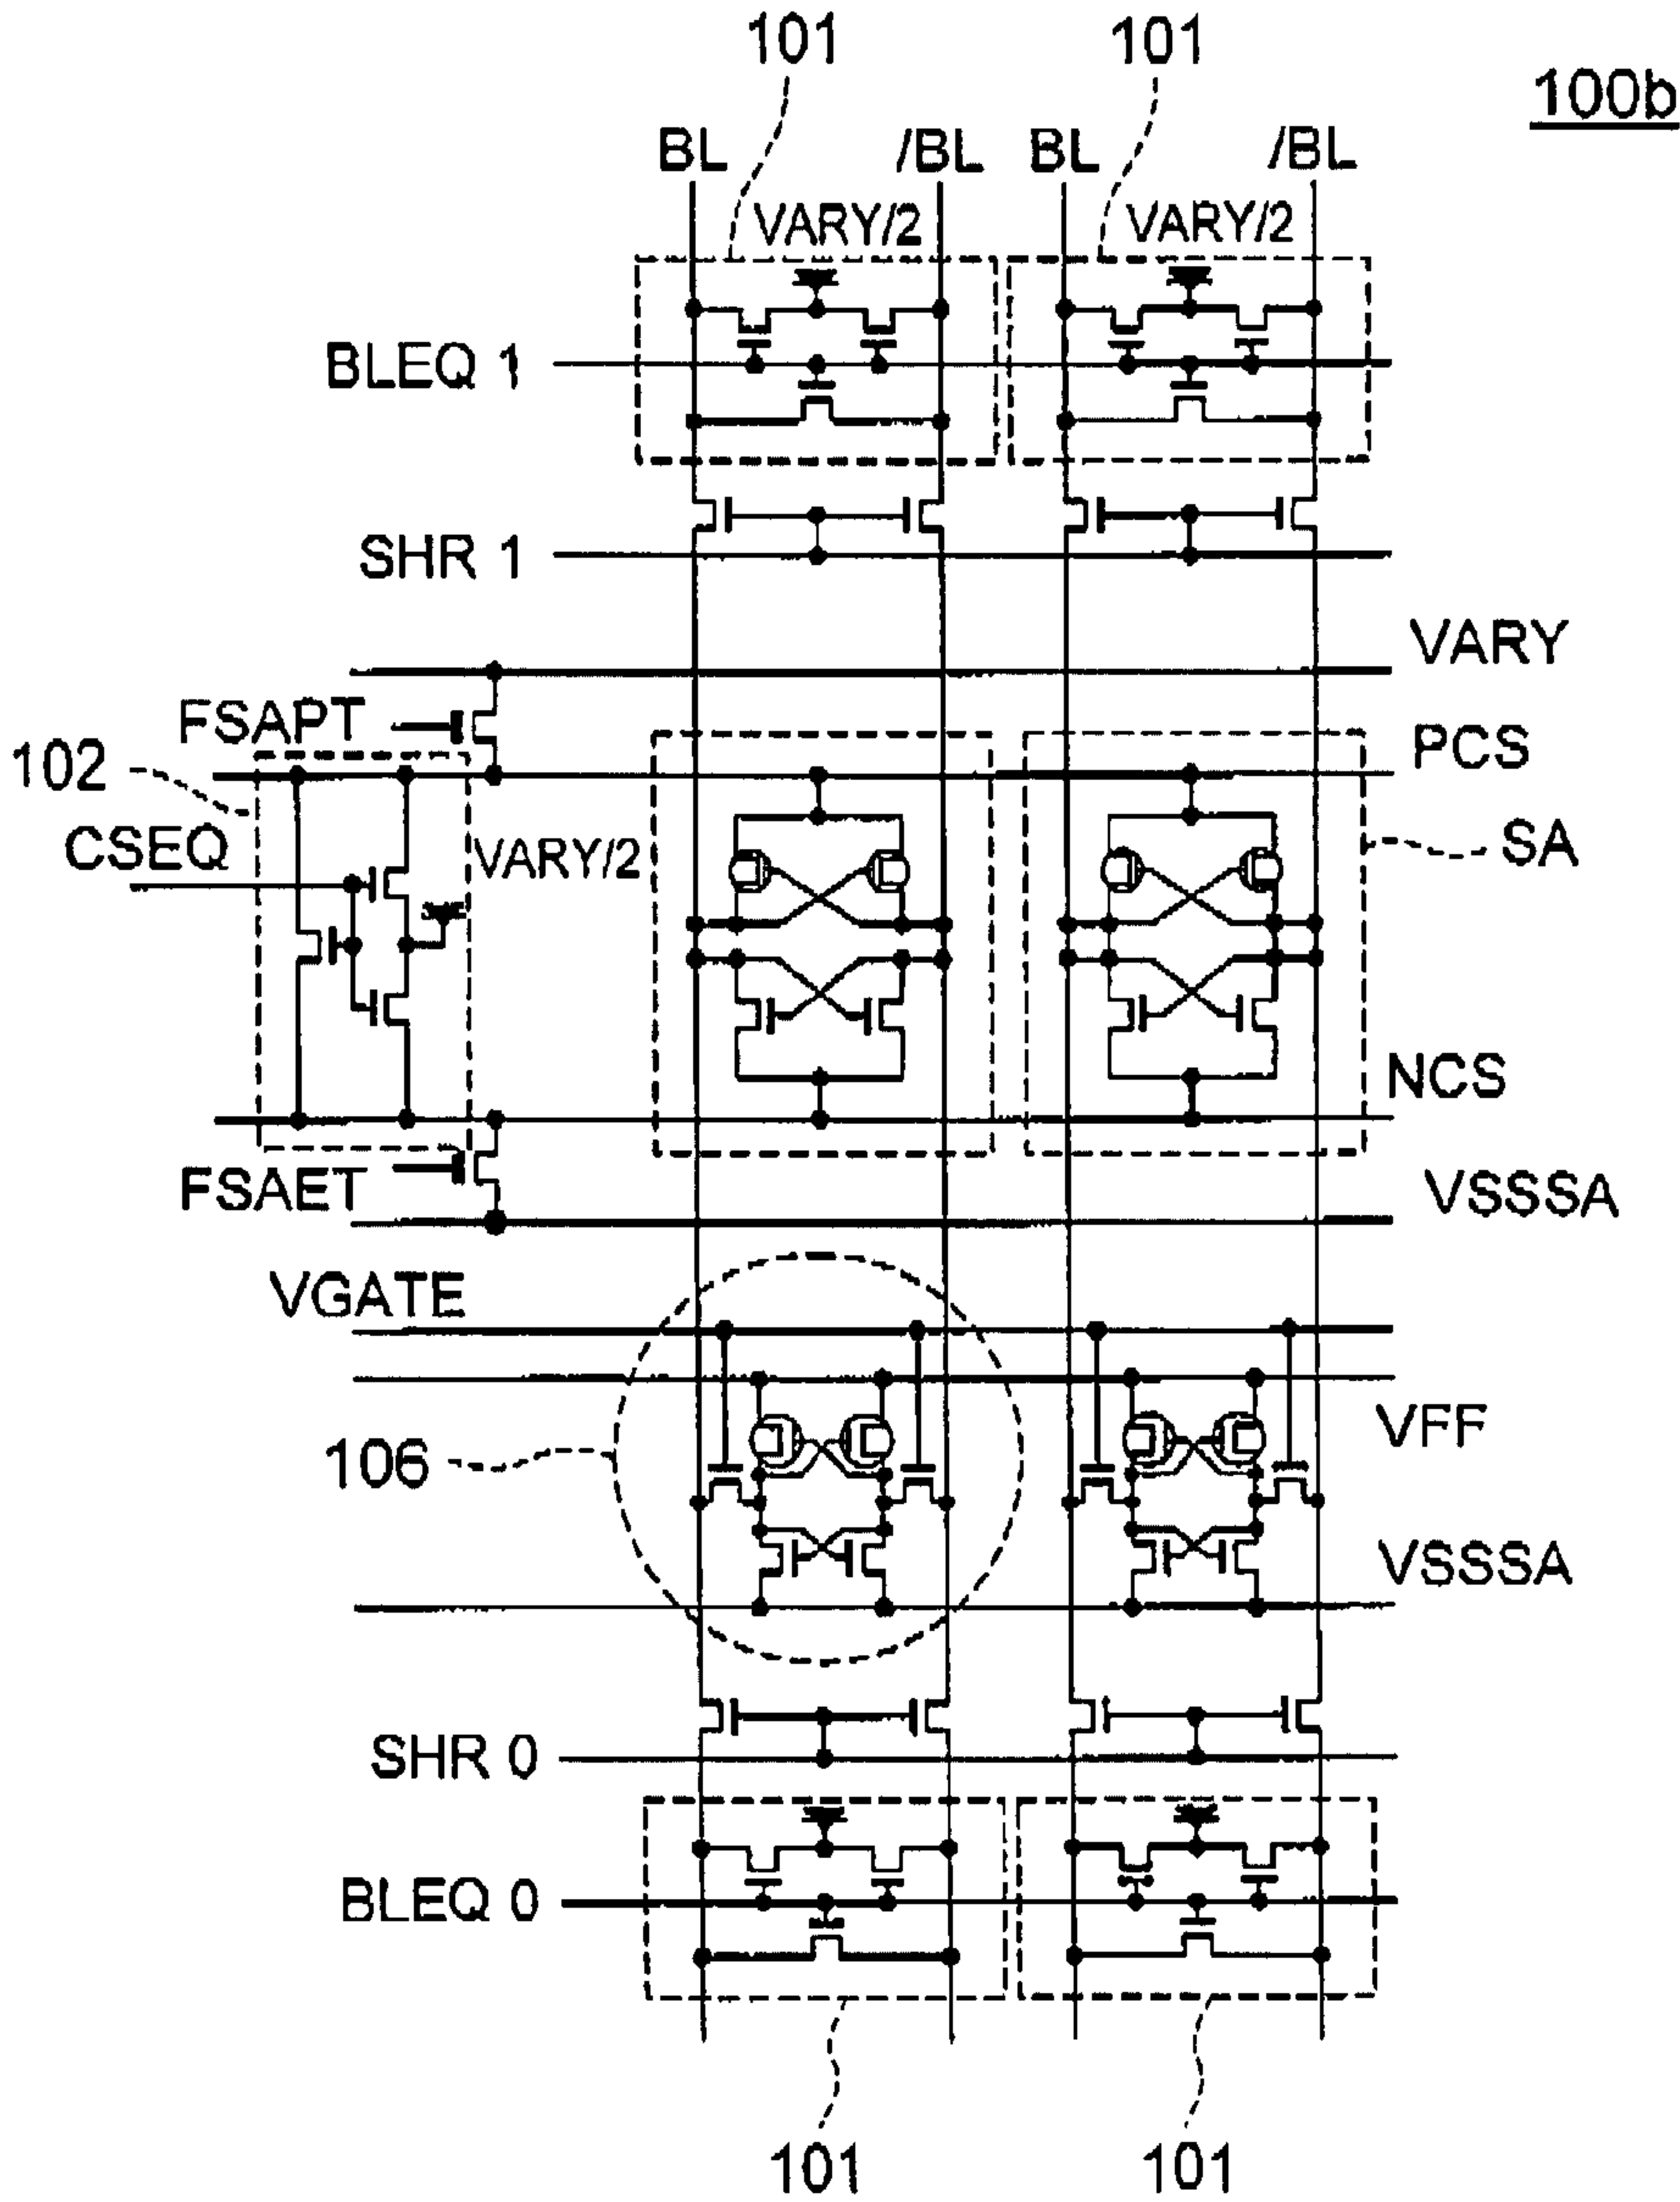 101 101
100b
BL /BL BL /BL
VARY/2 VARY/2
BLEQ 1
SHR 1
VARY
FSAPT
PCS
102
CSEQ
VARY/2
SA
NCS
FSAET
VSSSA
VGATE
VFF
106
VSSSA
SHR 0
BLEQ 0
101 101